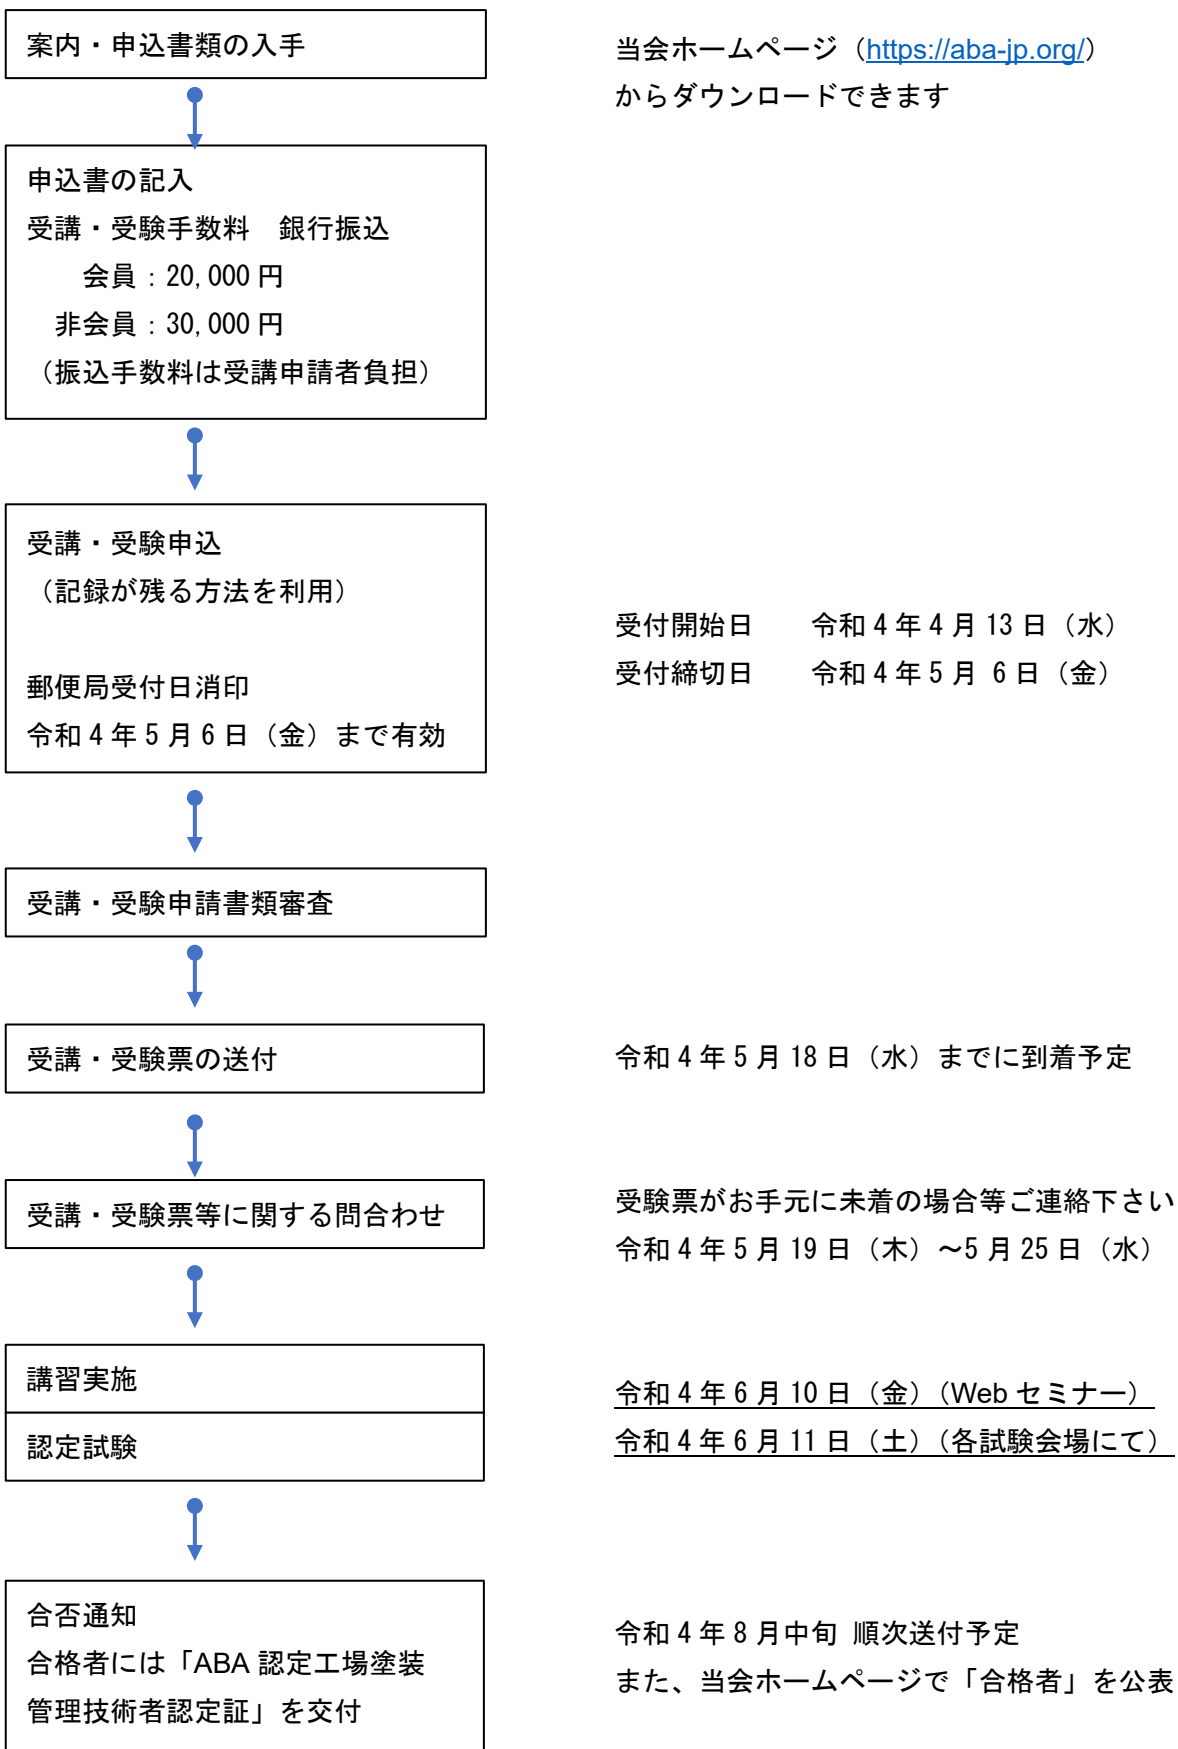 案内・申込書類の入手
当会ホームページ（https://aba-jp.org/）
からダウンロードできます
申込書の記入
受講・受験手数料　銀行振込
会員：20,000 円
非会員：30,000 円
（振込手数料は受講申請者負担）
受講・受験申込
（記録が残る方法を利用）
郵便局受付日消印
令和 4 年 5 月 6 日（金）まで有効
受付開始日　　令和 4 年 4 月 13 日（水）
受付締切日　　令和 4 年 5 月 6 日（金）
受講・受験申請書類審査
受講・受験票の送付
令和 4 年 5 月 18 日（水）までに到着予定
受講・受験票等に関する問合わせ
受験票がお手元に未着の場合等ご連絡下さい
令和 4 年 5 月 19 日（木）～5 月 25 日（水）
講習実施
令和 4 年 6 月 10 日（金）（Web セミナー）
認定試験
令和 4 年 6 月 11 日（土）（各試験会場にて）
合否通知
合格者には「ABA 認定工場塗装
管理技術者認定証」を交付
令和 4 年 8 月中旬 順次送付予定
また、当会ホームページで「合格者」を公表